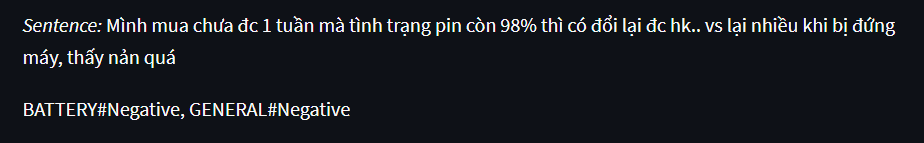 Sentence: Mình mua chưa đc 1 tuần mà tình trạng pin còn 98% thì có đổi lại đc hk.. vs lại nhiều khi bị đứng
máy, thấy nản quá
BATTERY#Negative, GENERAL#Negative